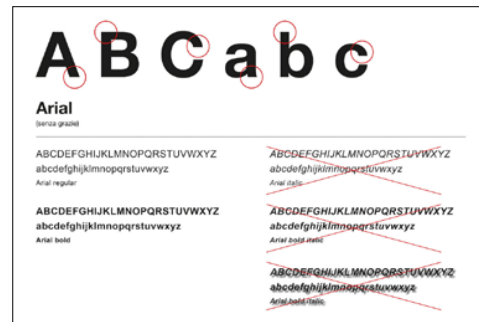 A B C a b c
Arial
(senza grazie)
ABCDEFGHIJKLMNOPQRSTUVWXYZ
abcdefghijklmnopqrstuvwxyz
Arial regular
ABCDEFGHIJKLMNOPQRSTUVWXYZ
abcdefghijklmnopqrstuvwxyz
Arial bold
ABCDEFGHIJKLMNOPQRSTUVWXYZ
abcdefghijklmnopqrstuvwxyz
Arial italic
ABCDEFGHIJKLMNOPQRSTUVWXYZ
abcdefghijklmnopqrstuvwxyz
Arial bold italic
ABCDEFGHIJKLMNOPQRSTUVWXYZ
abcdefghijklmnopqrstuvwxyz
Arial bold italic